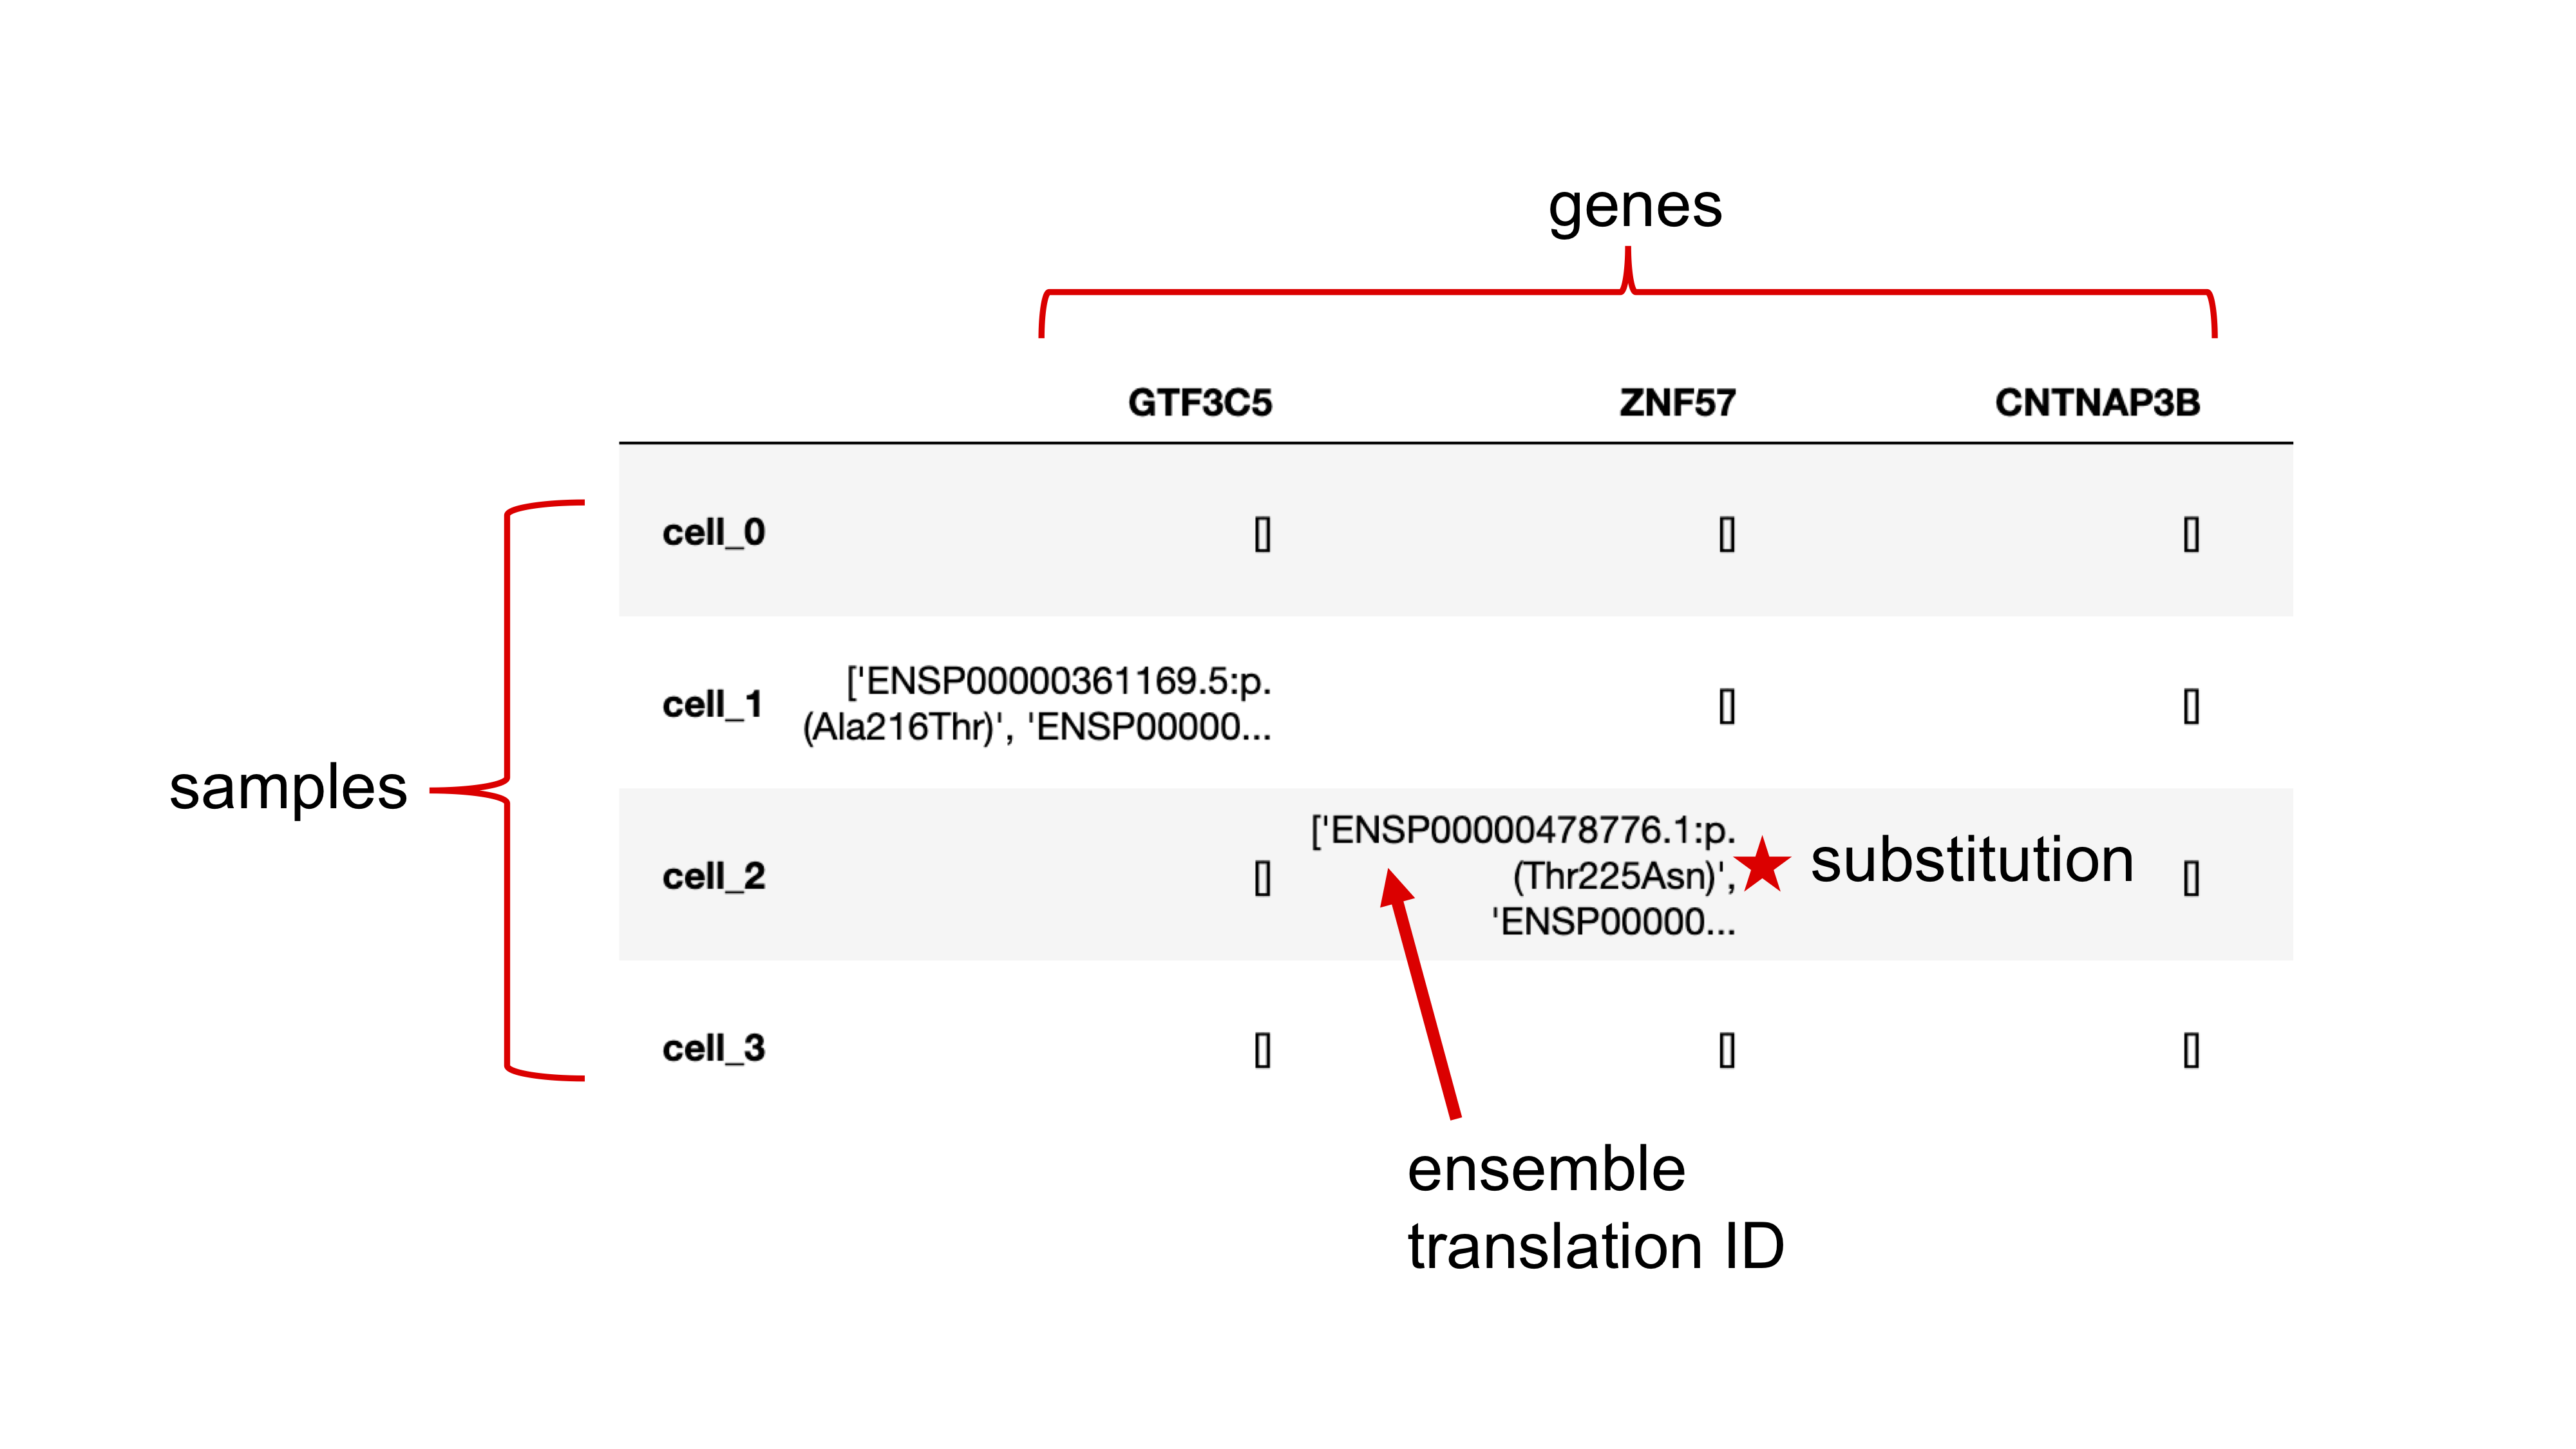 genes
GTF3C5 ZNF57 CNTNAP3B
cell_0 [] [] []
['ENSP00000361169.5:p.
cell_1 (Ala216Thr)', 'ENSP00000... [] []
samples
['ENSP00000478776.1:p.
cell_2 [] (Thr225Asn)', substitution []
'ENSP00000...
cell_3 [] [] []
ensemble
translation ID